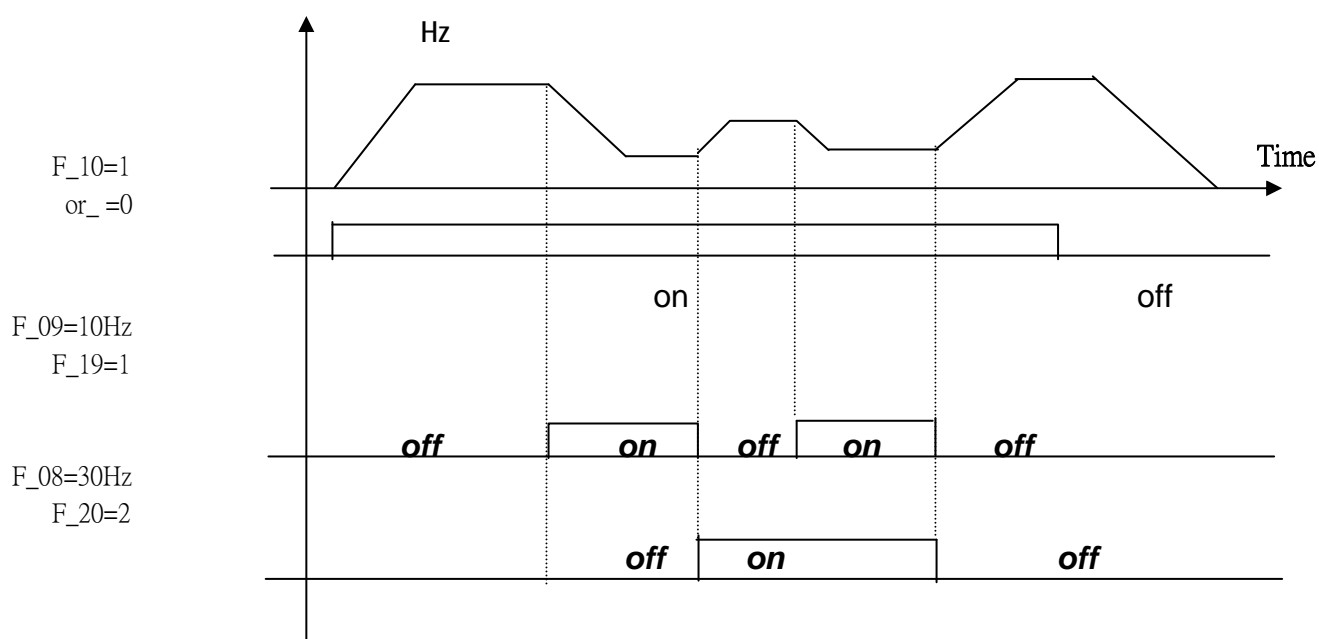 Hz
Time
F_10=1
or_ =0
on off
F_09=10Hz
F_19=1
off on off on off
F_08=30Hz
F_20=2
off on off